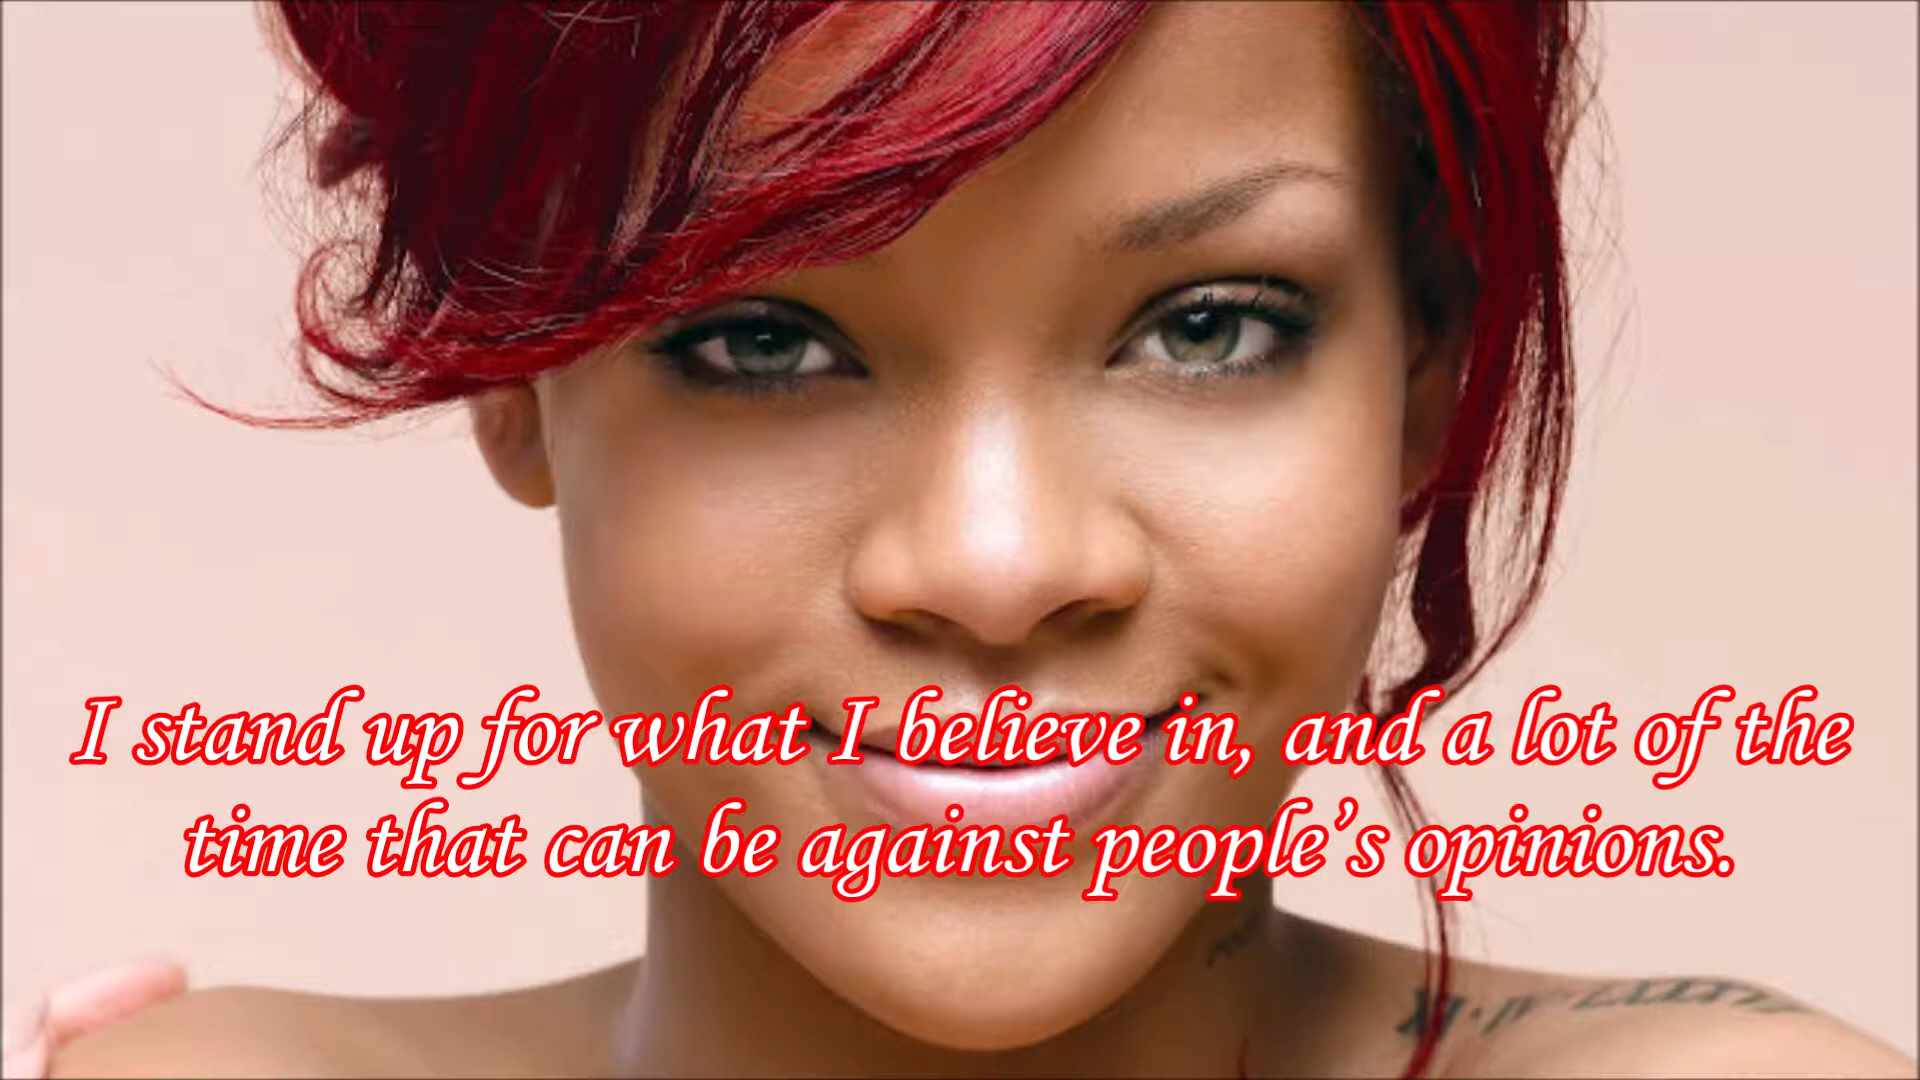 I stand up for what I believe in, and a lot of the
time that can be against people’s opinions.